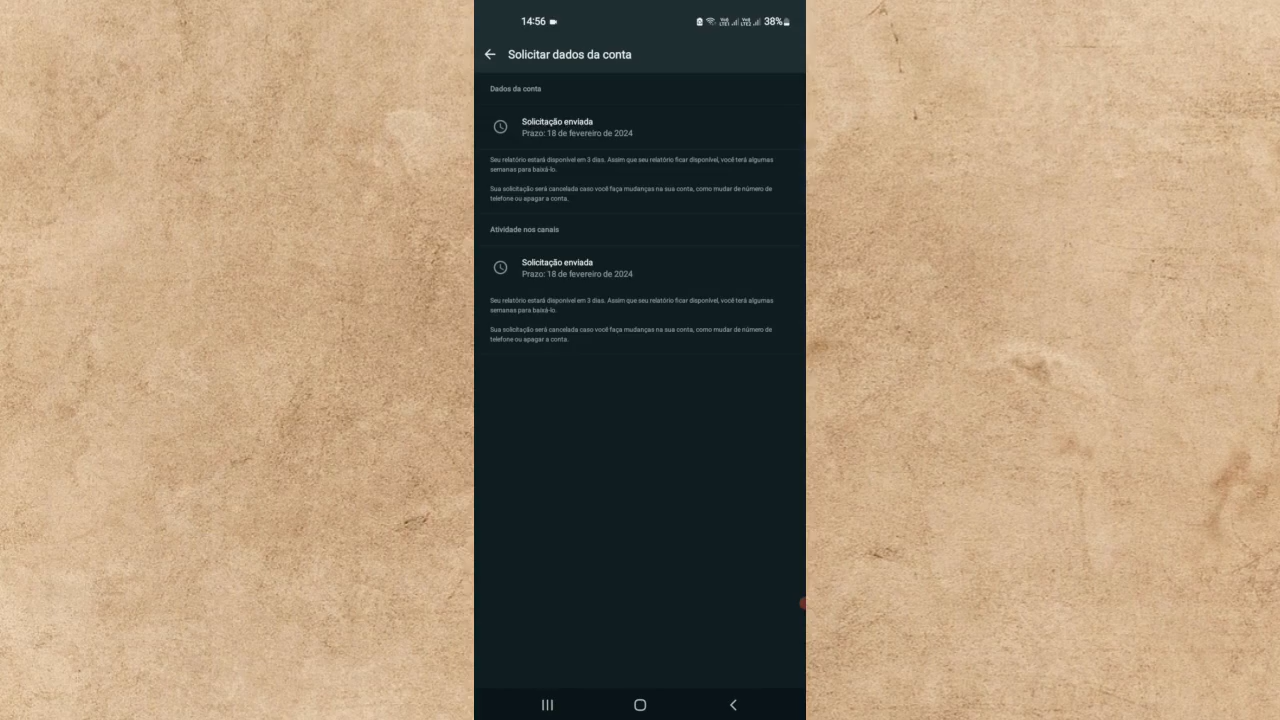 14:56
VoI) LTE1 VoI) LTE2 38%
Solicitar dados da conta
Dados da conta
Solicitação enviada
Prazo: 18 de fevereiro de 2024
Seu relatório estará disponível em 3 dias. Assim que seu relatório ficar disponível, você terá algumas
semanas para baixá-lo.
Sua solicitação será cancelada caso você faça mudanças na sua conta, como mudar de número de
telefone ou apagar a conta.
Atividade nos canais
Solicitação enviada
Prazo: 18 de fevereiro de 2024
Seu relatório estará disponível em 3 dias. Assim que seu relatório ficar disponível, você terá algumas
semanas para baixá-lo.
Sua solicitação será cancelada caso você faça mudanças na sua conta, como mudar de número de
telefone ou apagar a conta.